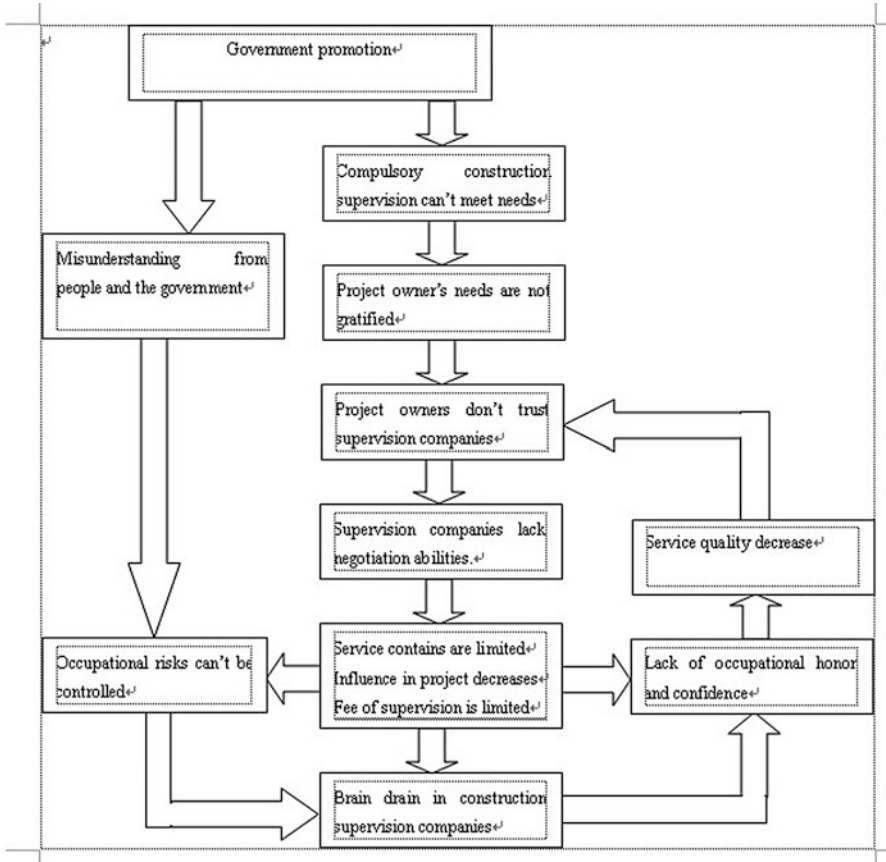 Government promotion
Compulsory construction
supervision can't meet needs
Misunderstanding from
people and the government
Project owner's needs are not
gratified
Project owners don't trust
supervision companies
Supervision companies lack
negotiation abilities.
Service quality decrease
Occupational risks can't be
controlled
Service contains are limited
Influence in project decreases
Fee of supervision is limited
Lack of occupational honor
and confidence
Brain drain in construction
supervision companies